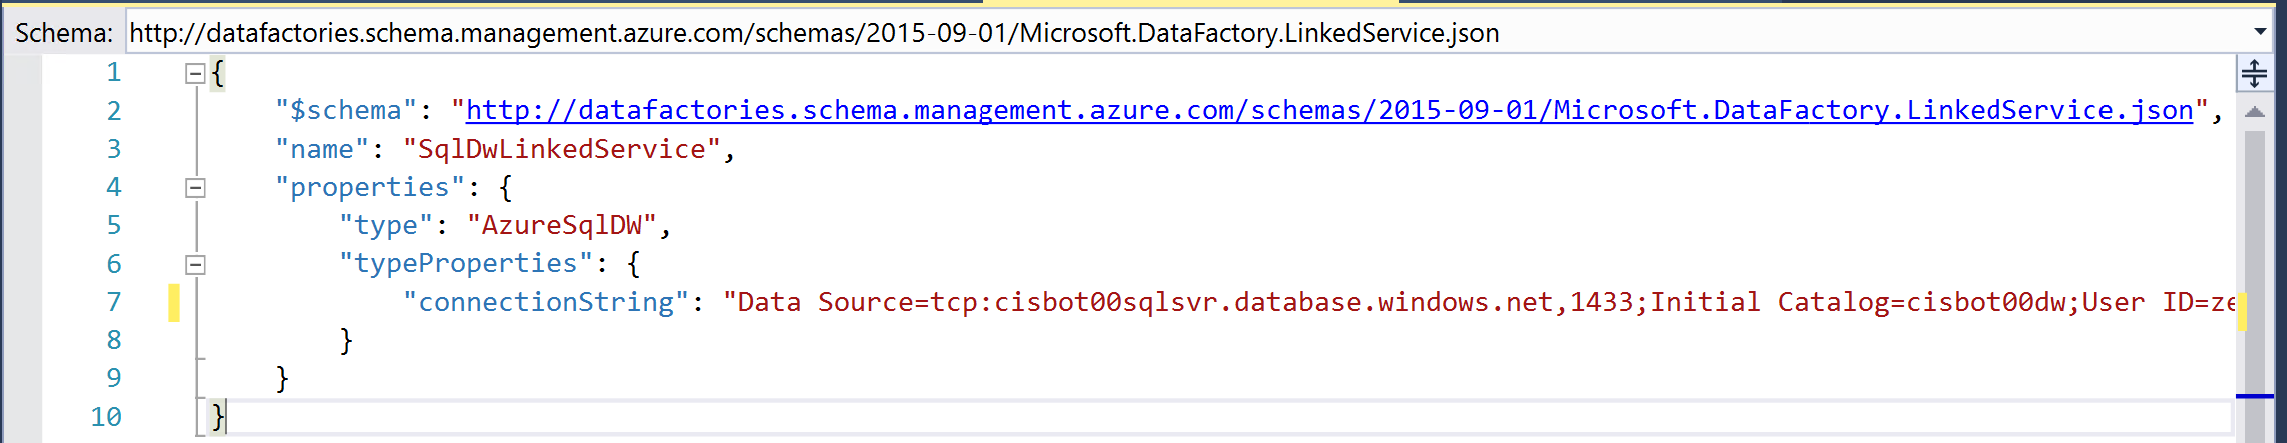 Schema: http://datafactories.schema.management.azure.com/schemas/2015-09-01/Microsoft.DataFactory.LinkedService.json
1 {
2 "$schema": "http://datafactories.schema.management.azure.com/schemas/2015-09-01/Microsoft.DataFactory.LinkedService.json",
3 "name": "SqlDwLinkedService",
4 "properties": {
5 "type": "AzureSqlDW",
6 "typeProperties": {
7 "connectionString": "Data Source=tcp:cisbot00sqlsvr.database.windows.net,1433;Initial Catalog=cisbot00dw;User ID=ze
8 }
9 }
10 }